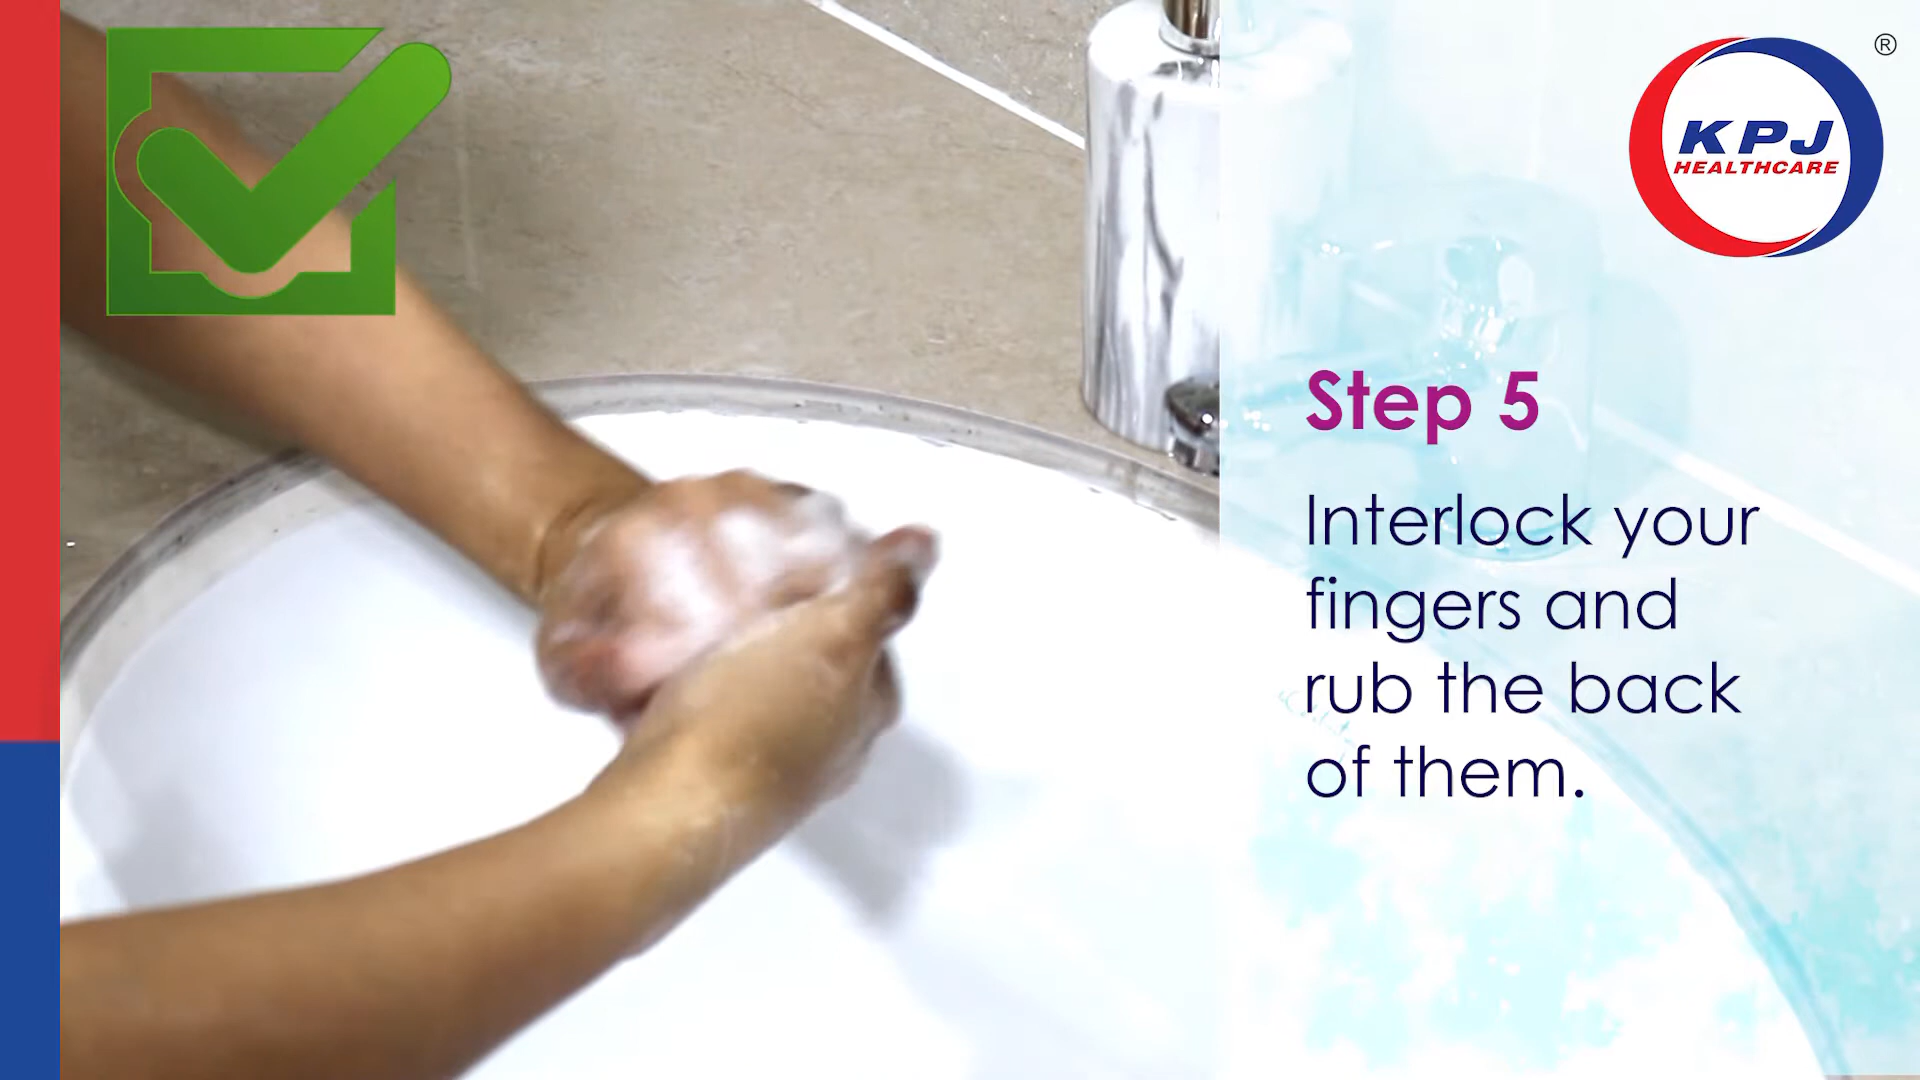 ®
KPJ
HEALTHCARE
Step 5
Interlock your
fingers and
rub the back
of them.